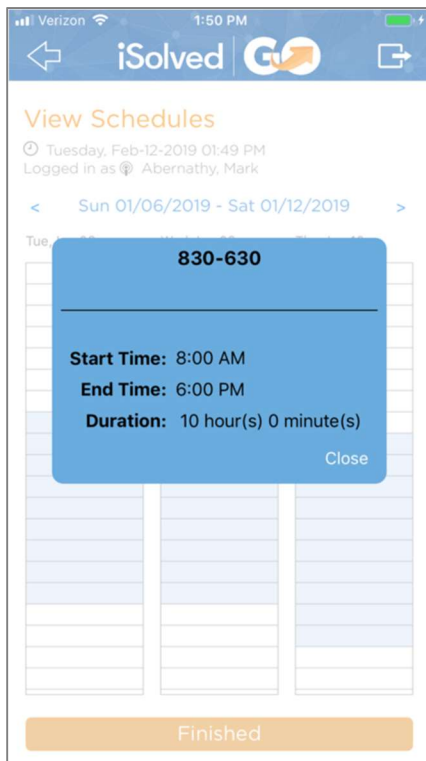 Verizon 1:50 PM
iSolved GO
View Schedules
Tuesday, Feb-12-2019 01:49 PM
Logged in as Abernathy, Mark
< Sun 01/06/2019 - Sat 01/12/2019 >
Tue,
830-630
Start Time: 8:00 AM
End Time: 6:00 PM
Duration: 10 hour(s) 0 minute(s)
Close
Finished